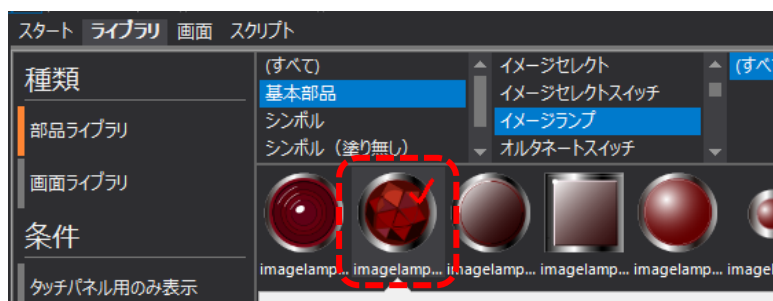 スタート ライブラリ 画面 スクリプト
種類
部品ライブラリ
画面ライブラリ
条件
タッチパネル用のみ表示
(すべて)
基本部品
シンボル
シンボル（塗り無し）
イメージセレクト
イメージセレクトスイッチ
イメージランプ
オルタネートスイッチ
(すべ
imagelamp... imagelamp... imagelamp... imagelamp... imagelamp... imagel